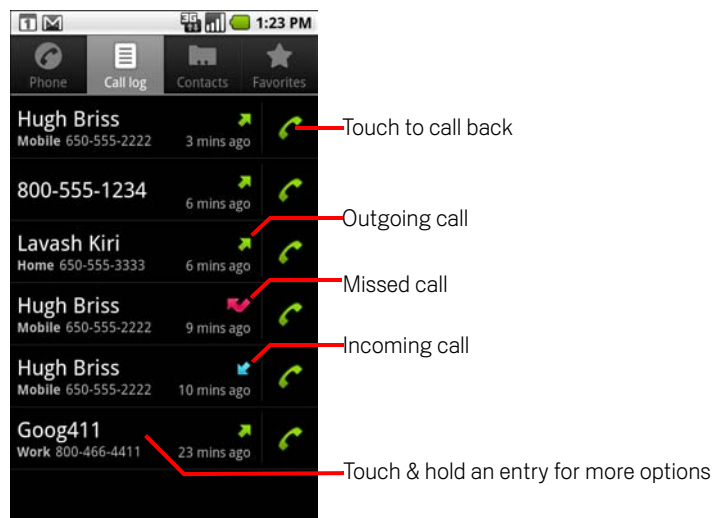 1 3G 1:23 PM
Phone Call log Contacts Favorites
Hugh Briss
Mobile 650-555-2222 3 mins ago
Touch to call back
800-555-1234
6 mins ago
Outgoing call
Lavash Kiri
Home 650-555-3333 6 mins ago
Missed call
Hugh Briss
Mobile 650-555-2222 9 mins ago
Incoming call
Hugh Briss
Mobile 650-555-2222 10 mins ago
Goog411
Work 800-466-4411 23 mins ago
Touch & hold an entry for more options